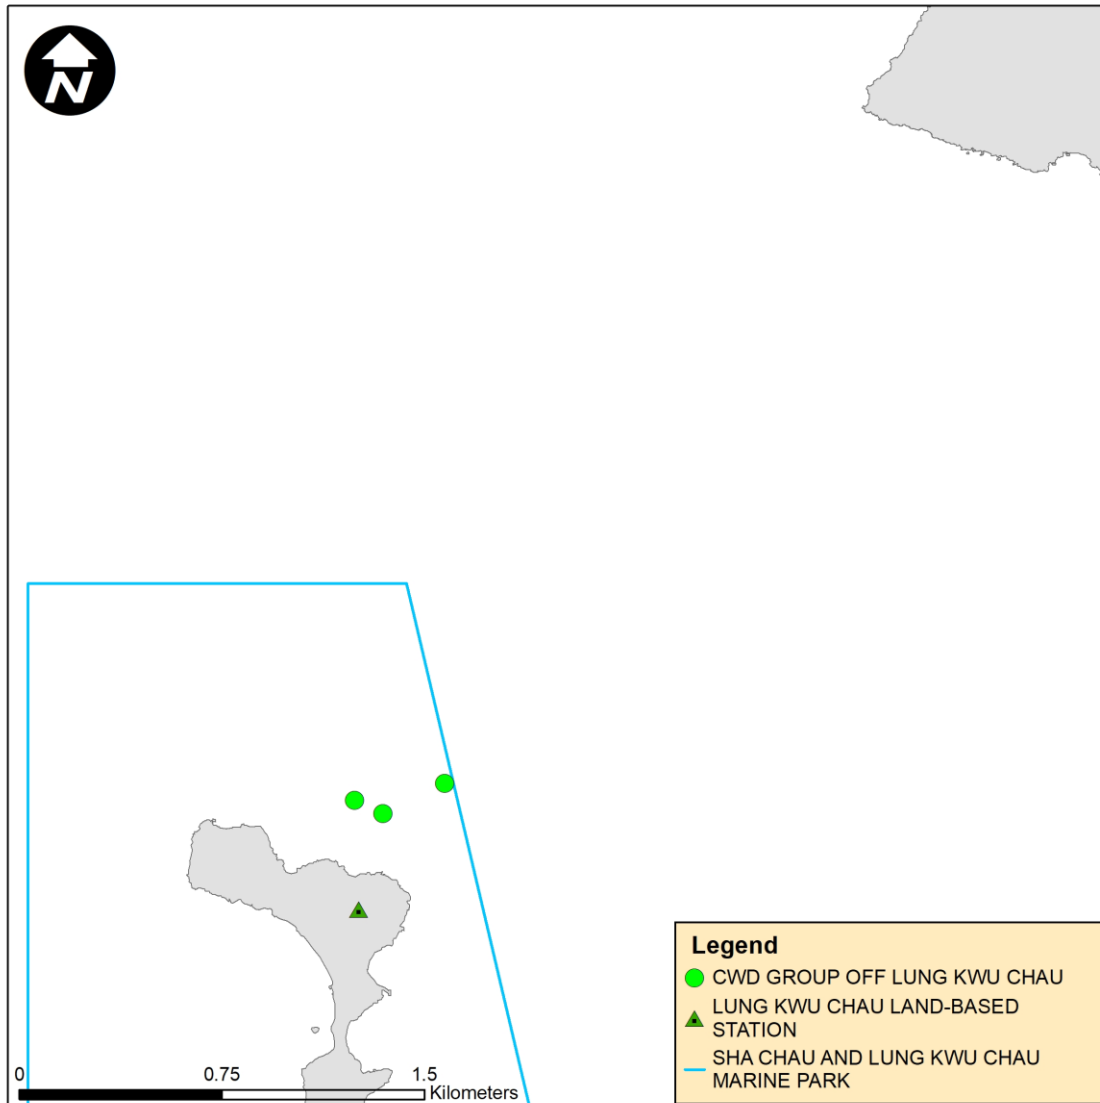 N
Legend
CWD GROUP OFF LUNG KWU CHAU
LUNG KWU CHAU LAND-BASED
STATION
SHA CHAU AND LUNG KWU CHAU
MARINE PARK
0 0.75 1.5
Kilometers